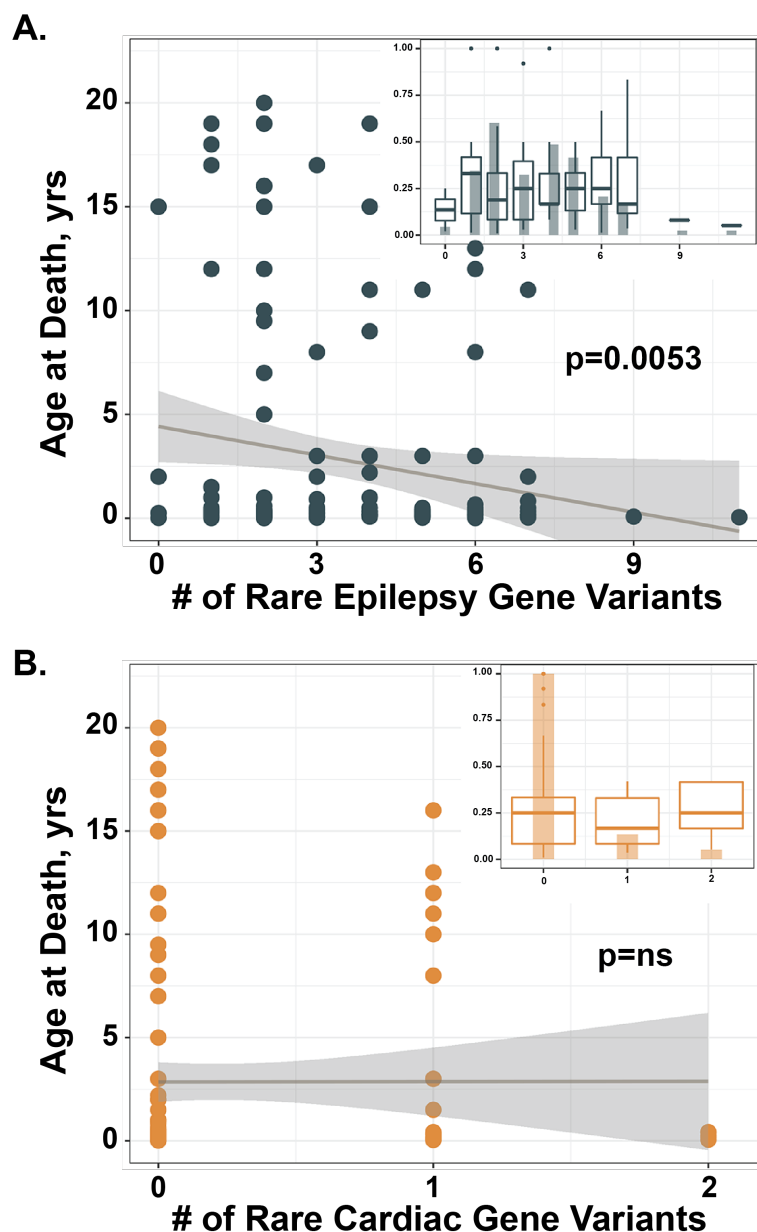 A.
Age at Death, yrs
20
15
10
5
0
1.00
0.75
0.50
0.25
0.00
0 3 6 9
p=0.0053
0 3 6 9
# of Rare Epilepsy Gene Variants
B.
Age at Death, yrs
20
15
10
5
0
1.00
0.75
0.50
0.25
0.00
0 1 2
p=ns
0 1 2
# of Rare Cardiac Gene Variants